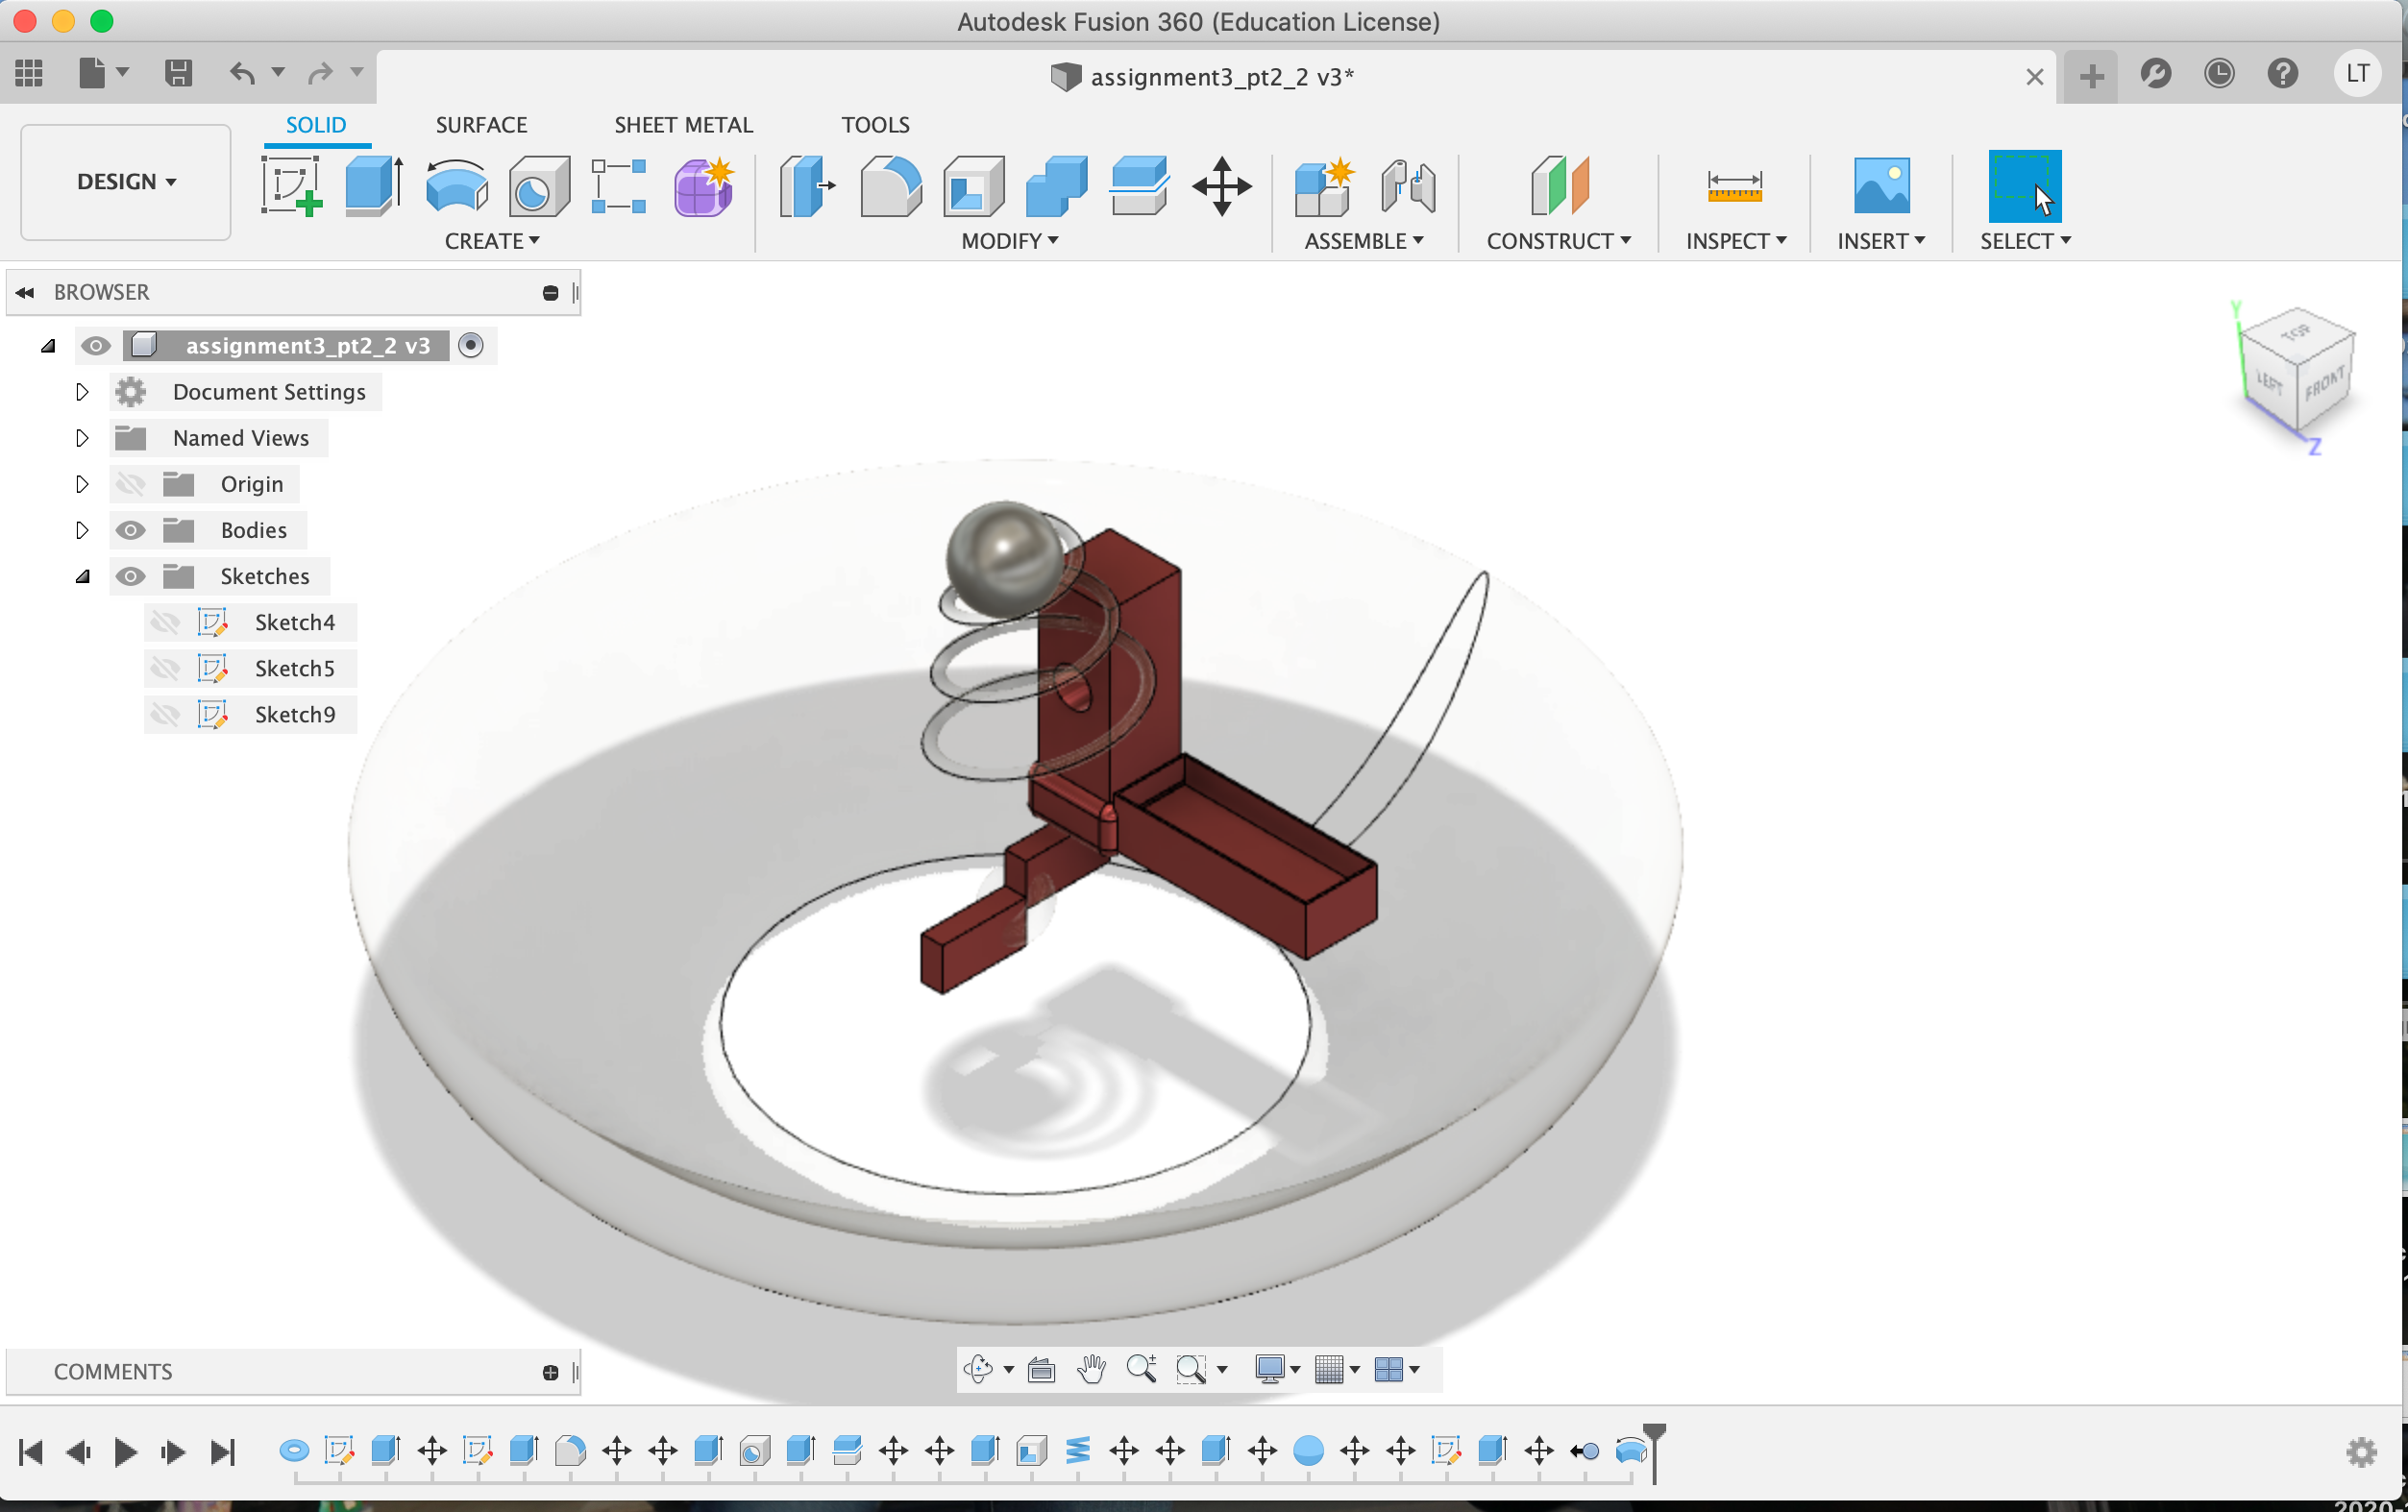 Autodesk Fusion 360 (Education License)
assignment3_pt2_2 v3*
LT
SOLID SURFACE SHEET METAL TOOLS
DESIGN
CREATE MODIFY ASSEMBLE CONSTRUCT INSPECT INSERT SELECT
BROWSER
assignment3_pt2_2 v3
Document Settings
Named Views
Origin
Bodies
Sketches
Sketch4
Sketch5
Sketch9
Y
TOP
LEFT FRONT
Z
COMMENTS